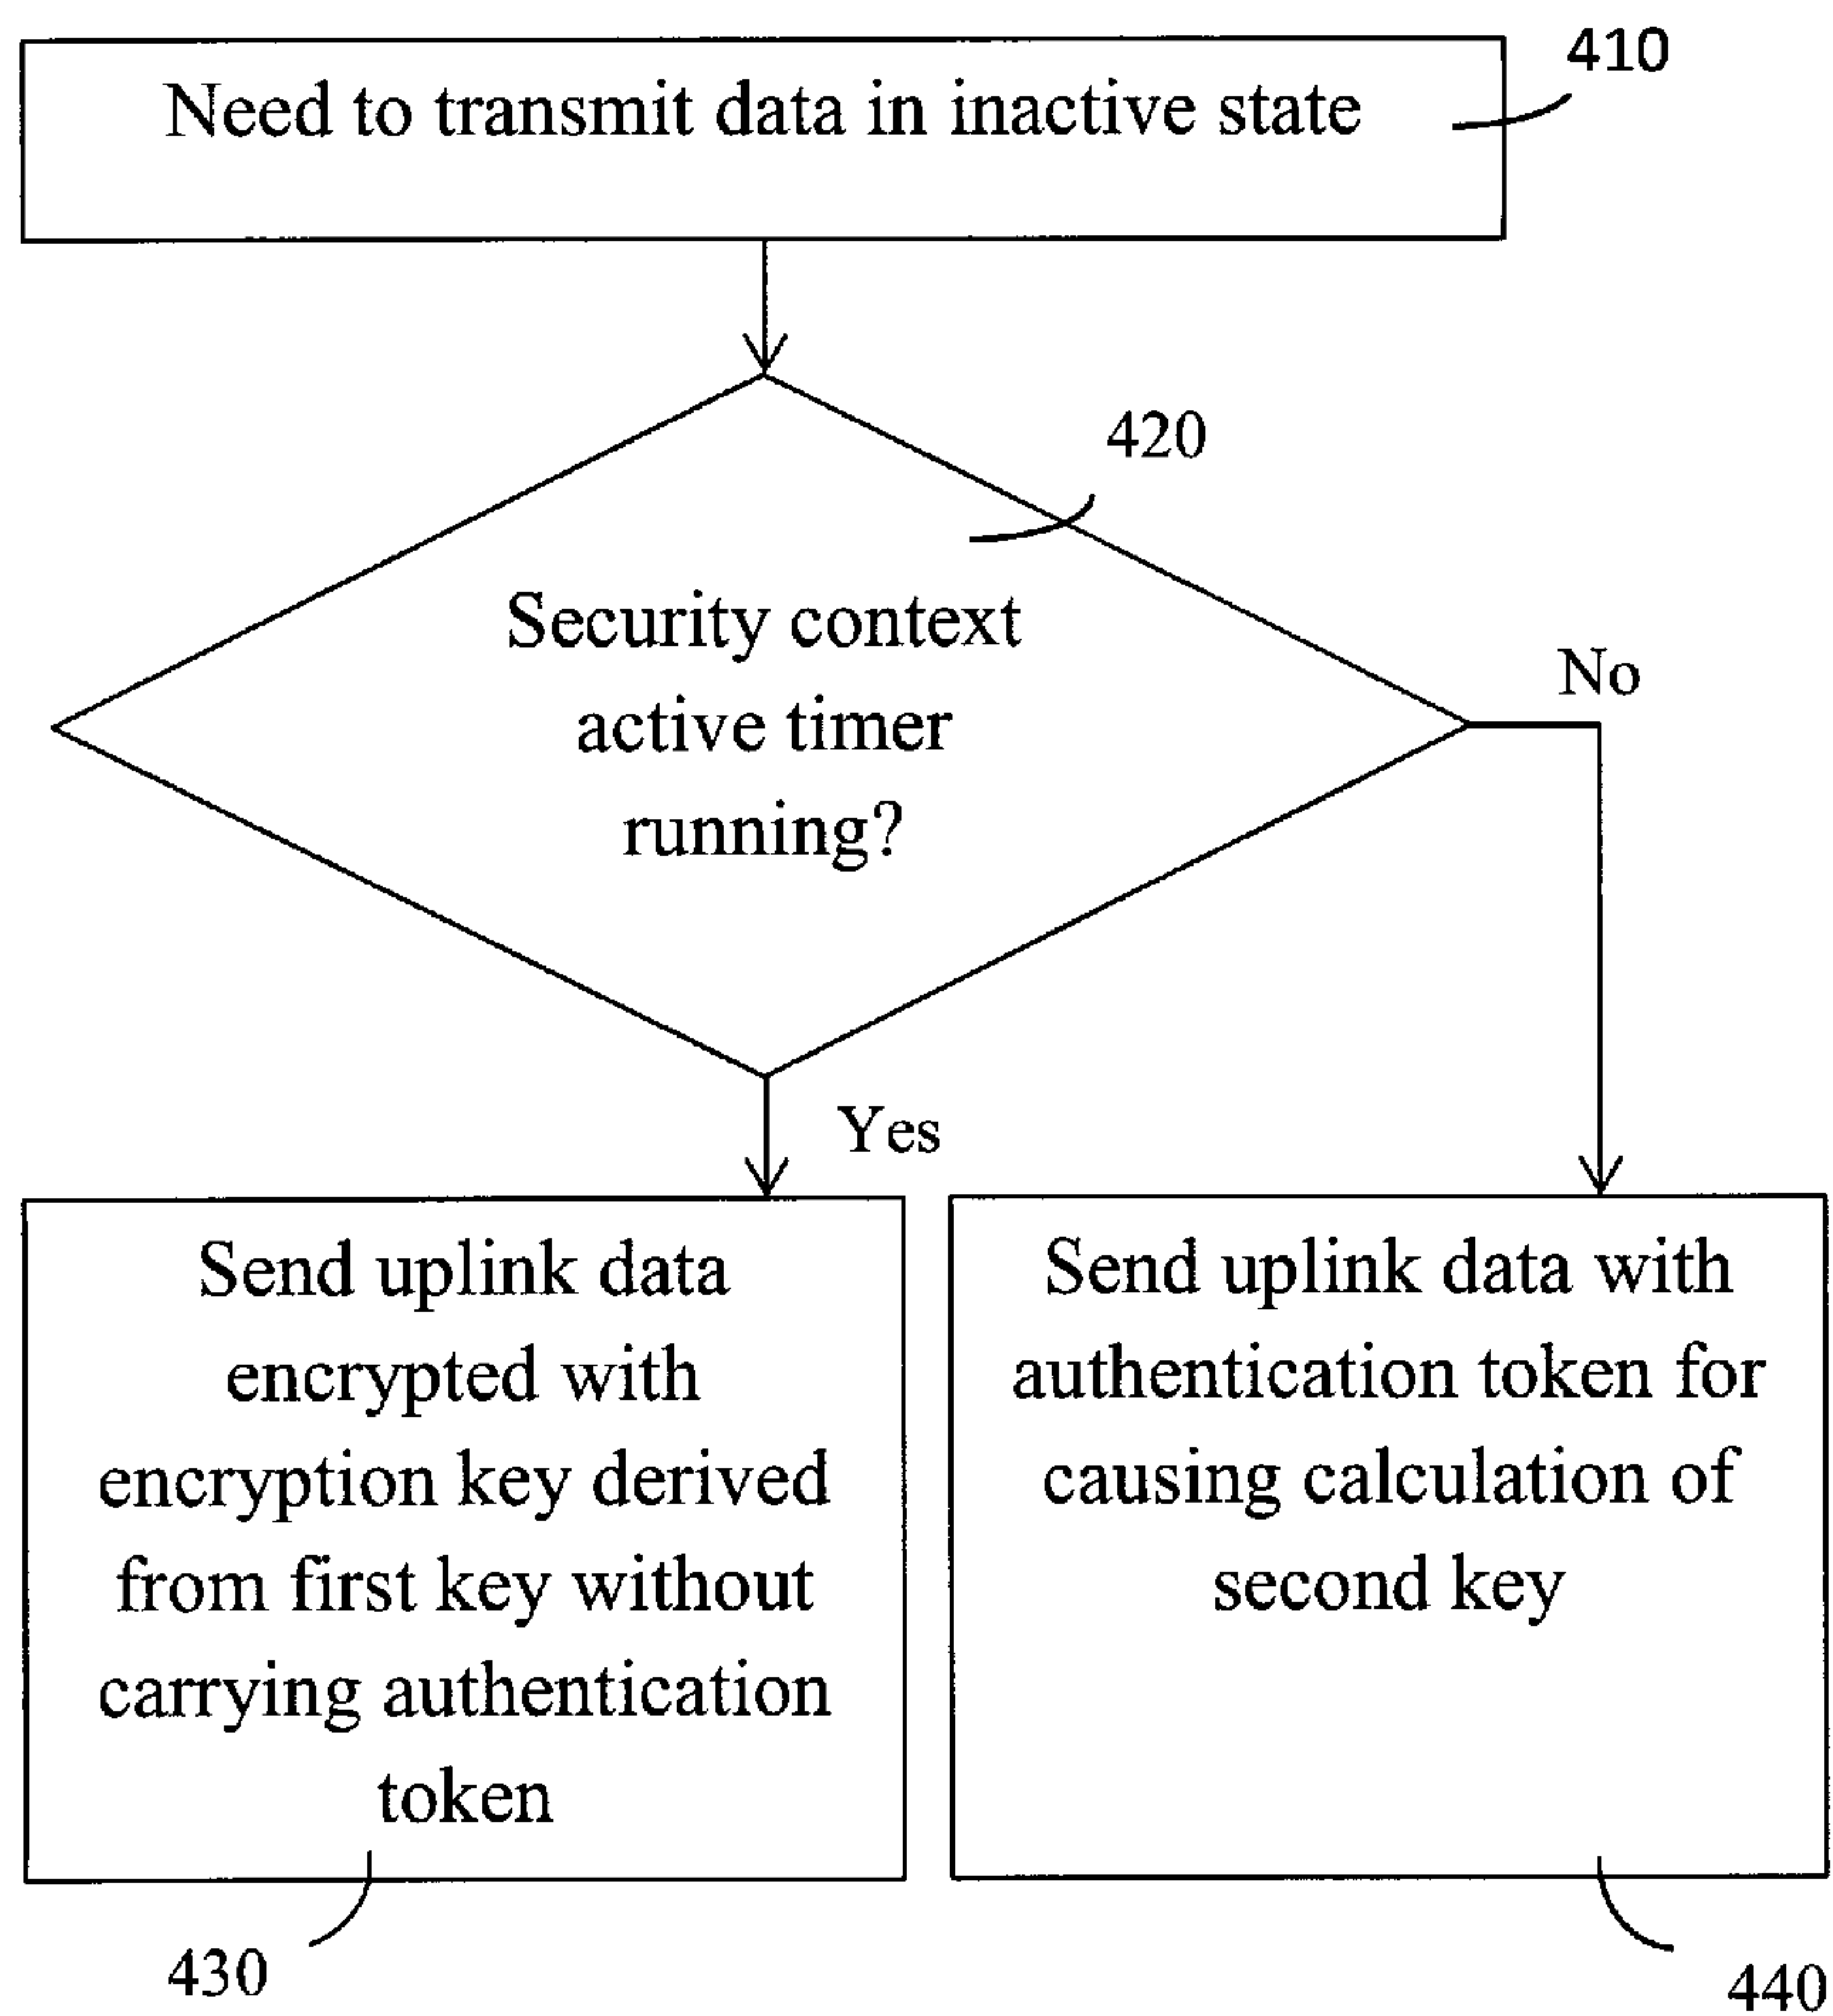 410
Need to transmit data in inactive state
420
Security context
active timer
running?
No
Yes
Send uplink data
encrypted with
encryption key derived
from first key without
carrying authentication
token
Send uplink data with
authentication token for
causing calculation of
second key
430
440